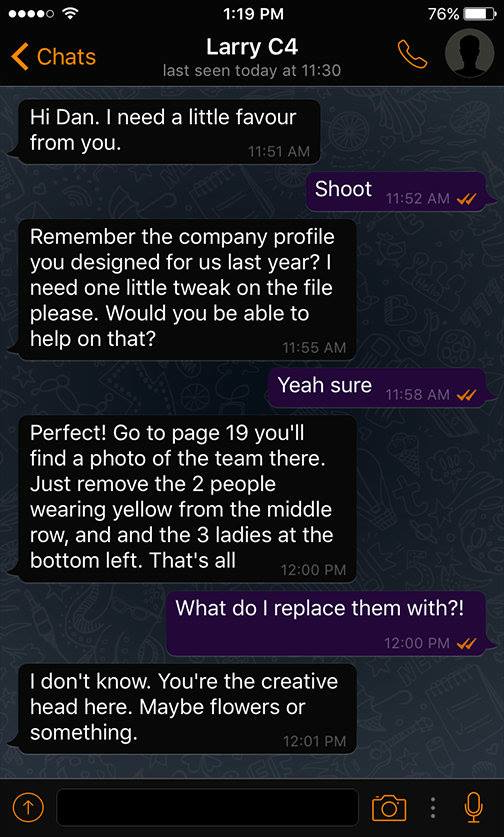 1:19 PM 76%
Chats
Larry C4
last seen today at 11:30
Hi Dan. I need a little favour
from you.
11:51 AM
Shoot
11:52 AM
Remember the company profile
you designed for us last year? I
need one little tweak on the file
please. Would you be able to
help on that?
11:55 AM
Yeah sure
11:58 AM
Perfect! Go to page 19 you'll
find a photo of the team there.
Just remove the 2 people
wearing yellow from the middle
row, and and the 3 ladies at the
bottom left. That's all
12:00 PM
What do I replace them with?!
12:00 PM
I don't know. You're the creative
head here. Maybe flowers or
something.
12:01 PM